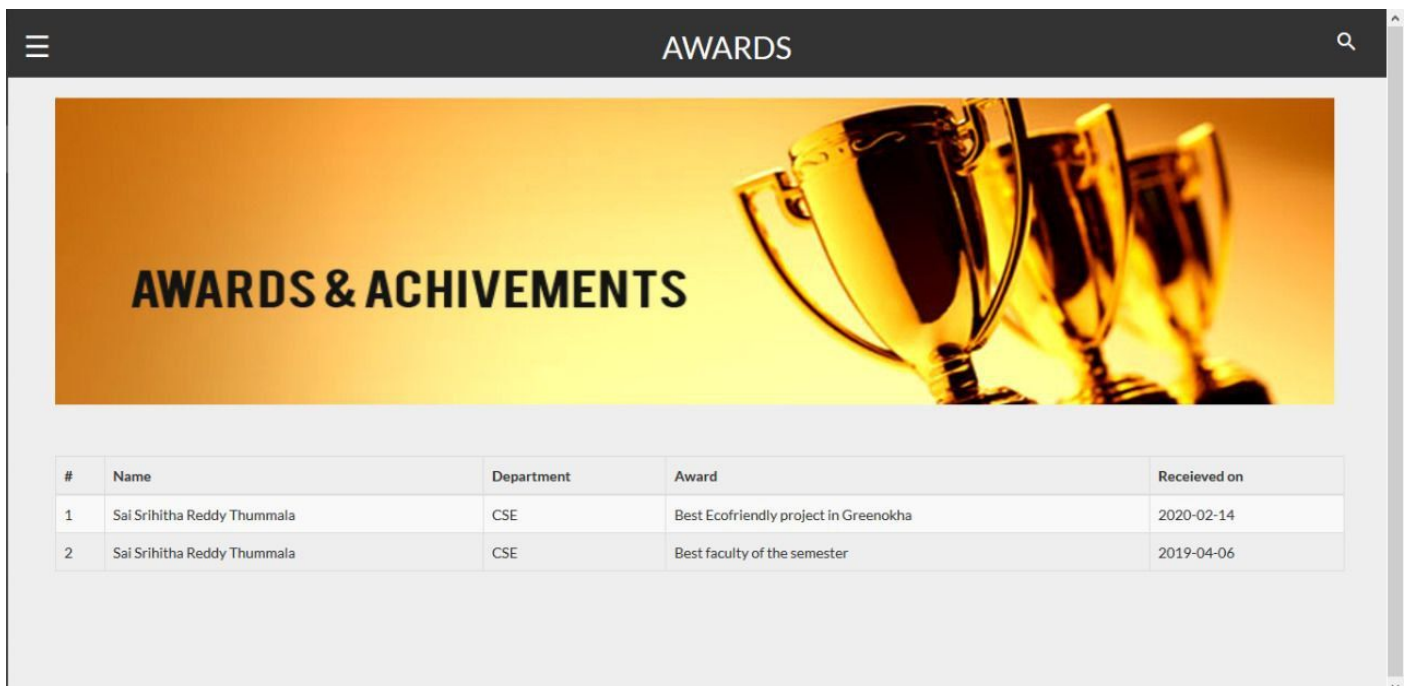 AWARDS
AWARDS & ACHIVEMENTS
# Name Department Award Receieved on
1 Sai Srihitha Reddy Thummala CSE Best Ecofriendly project in Greenokha 2020-02-14
2 Sai Srihitha Reddy Thummala CSE Best faculty of the semester 2019-04-06